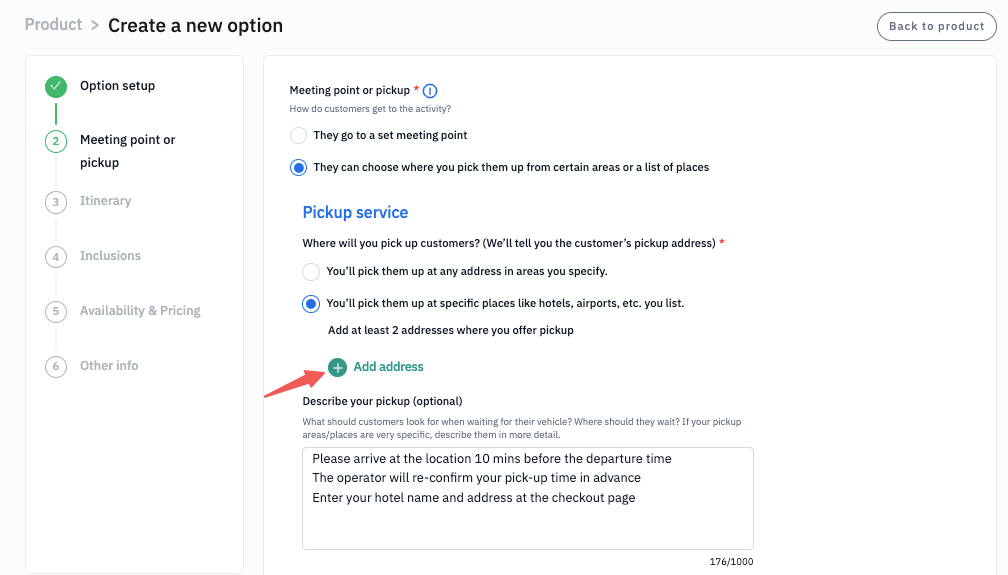 Product > Create a new option
Back to product
Option setup
2 Meeting point or
pickup
3 Itinerary
4 Inclusions
5 Availability & Pricing
6 Other info
Meeting point or pickup *
How do customers get to the activity?
They go to a set meeting point
They can choose where you pick them up from certain areas or a list of places
Pickup service
Where will you pick up customers? (We’ll tell you the customer’s pickup address) *
You’ll pick them up at any address in areas you specify.
You’ll pick them up at specific places like hotels, airports, etc. you list.
Add at least 2 addresses where you offer pickup
Add address
Describe your pickup (optional)
What should customers look for when waiting for their vehicle? Where should they wait? If your pickup
areas/places are very specific, describe them in more detail.
Please arrive at the location 10 mins before the departure time
The operator will re-confirm your pick-up time in advance
Enter your hotel name and address at the checkout page
176/1000